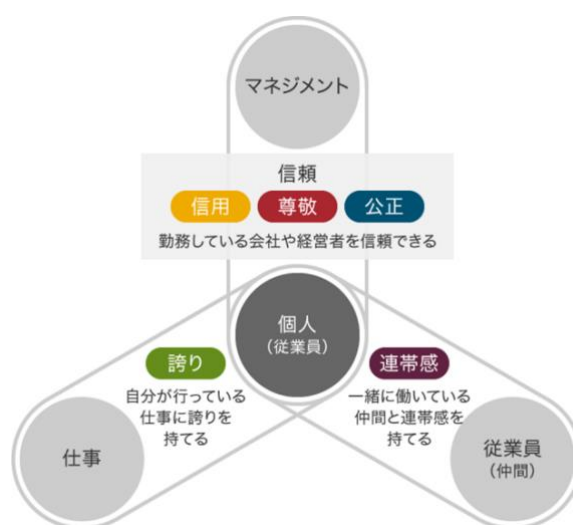 マネジメント
信頼
信用 尊敬 公正
勤務している会社や経営者を信頼できる
個人
(従業員)
誇り
自分が行っている
仕事に誇りを
持てる
連帯感
一緒に働いている
仲間と連帯感を
持てる
仕事
従業員
(仲間)